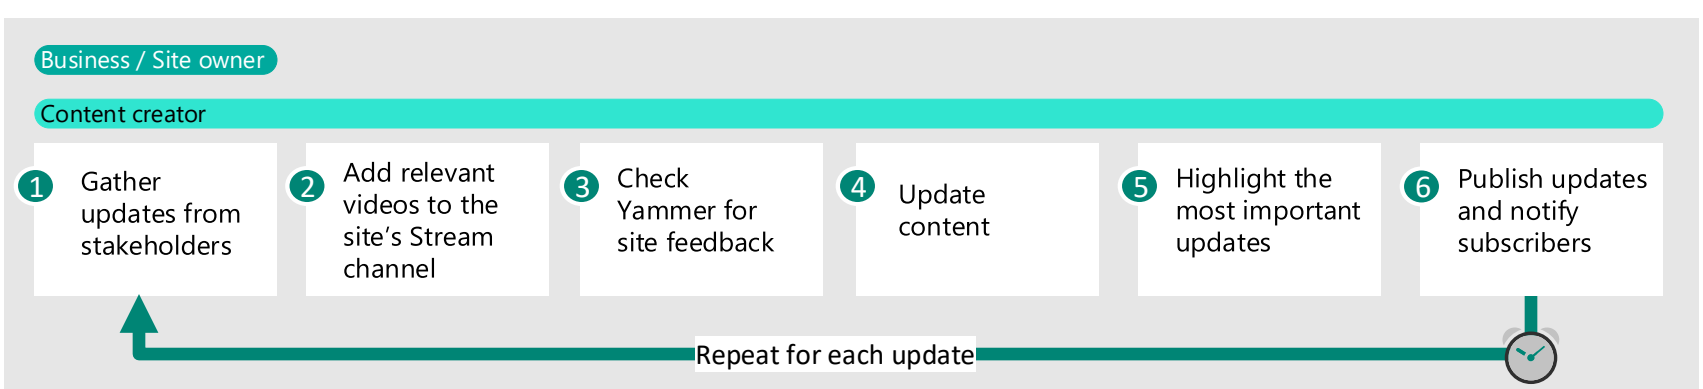 Business / Site owner
Content creator
1
Gather
updates from
stakeholders
2
Add relevant
videos to the
site's Stream
channel
3
Check
Yammer for
site feedback
4
Update
content
5
Highlight the
most important
updates
6
Publish updates
and notify
subscribers
Repeat for each update